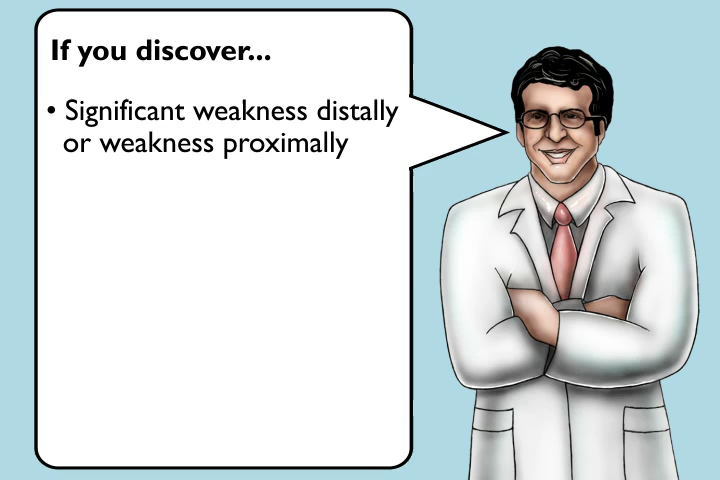 If you discover...
• Significant weakness distally
or weakness proximally